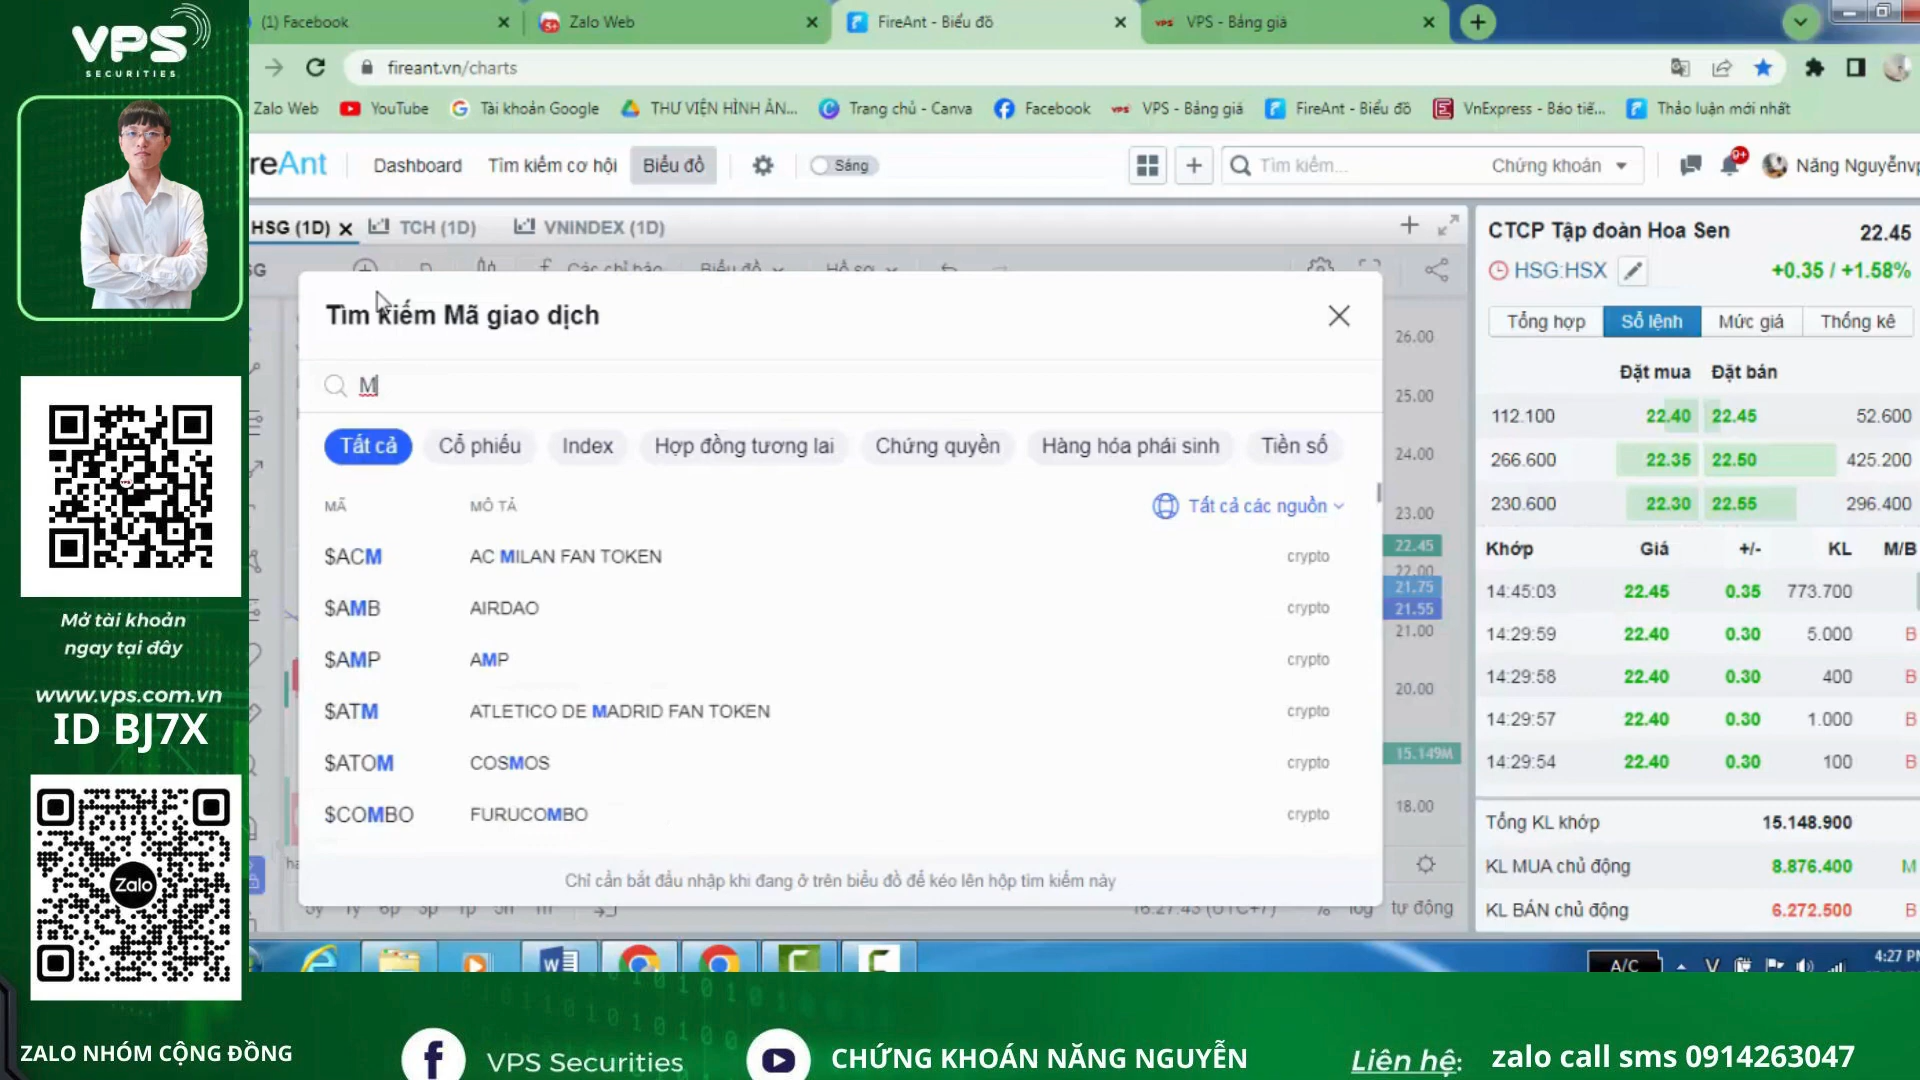 VPS
SECURITIES
Mở tài khoản
ngay tại đây
www.vps.com.vn
ID BJ7X
Zalo
ZALO NHÓM CỘNG ĐỒNG
(1) Facebook
Zalo Web
FireAnt - Biểu đồ
VPS - Bảng giá
fireant.vn/charts
Zalo Web
YouTube
Tài khoản Google
THƯ VIỆN HÌNH ẢN...
Trang chủ - Canva
Facebook
VPS - Bảng giá
FireAnt - Biểu đồ
VnExpress - Báo tiế...
Thảo luận mới nhất
reAnt
Dashboard
Tìm kiếm cơ hội
Biểu đồ
Sáng
Tìm kiếm...
Chứng khoán
9+
Năng Nguyễnvp
HSG (1D)
TCH (1D)
VNINDEX (1D)
Tìm kiếm Mã giao dịch
M
Tất cả
Cổ phiếu
Index
Hợp đồng tương lai
Chứng quyền
Hàng hóa phái sinh
Tiền số
MÃ
MÔ TẢ
Tất cả các nguồn
$ACM AC MILAN FAN TOKEN crypto
$AMB AIRDAO crypto
$AMP AMP crypto
$ATM ATLETICO DE MADRID FAN TOKEN crypto
$ATOM COSMOS crypto
$COMBO FURUCOMBO crypto
Chỉ cần bắt đầu nhập khi đang ở trên biểu đồ để kéo lên hộp tìm kiếm này
26.00
25.00
24.00
23.00
22.45
22.00
21.75
21.55
21.00
20.00
15.149M
18.00
% log tự động
CTCP Tập đoàn Hoa Sen 22.45
HSG:HSX +0.35 / +1.58%
Tổng hợp
Sổ lệnh
Mức giá
Thống kê
Đặt mua Đặt bán
112.100 22.40 22.45 52.600
266.600 22.35 22.50 425.200
230.600 22.30 22.55 296.400
Khớp Giá +/- KL M/B
14:45:03 22.45 0.35 773.700
14:29:59 22.40 0.30 5.000 B
14:29:58 22.40 0.30 400 B
14:29:57 22.40 0.30 1.000 B
14:29:54 22.40 0.30 100 B
Tổng KL khớp 15.148.900
KL MUA chủ động 8.876.400 M
KL BÁN chủ động 6.272.500 B
A/C
4:27 PM
VPS Securities
CHỨNG KHOÁN NĂNG NGUYỄN
Liên hệ: zalo call sms 0914263047